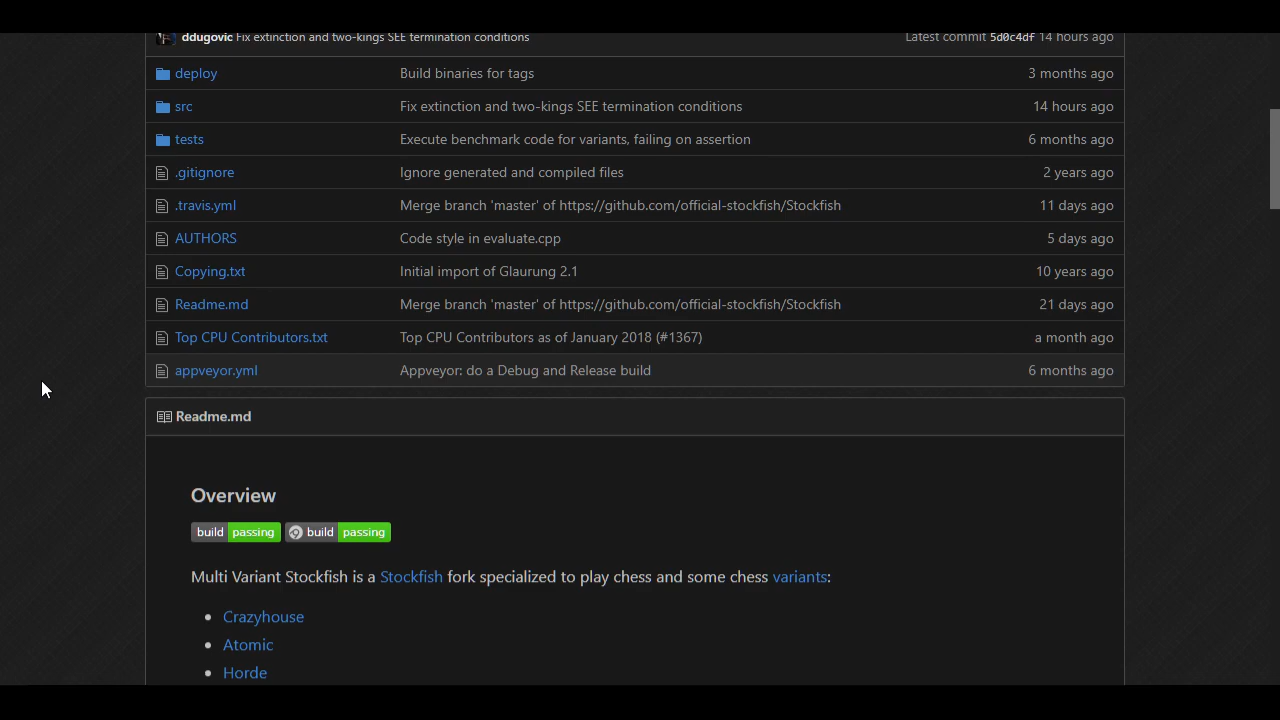 ddugovic Fix extinction and two-kings SEE termination conditions Latest commit 5d0c4df 14 hours ago
deploy Build binaries for tags 3 months ago
src Fix extinction and two-kings SEE termination conditions 14 hours ago
tests Execute benchmark code for variants, failing on assertion 6 months ago
.gitignore Ignore generated and compiled files 2 years ago
.travis.yml Merge branch 'master' of https://github.com/official-stockfish/Stockfish 11 days ago
AUTHORS Code style in evaluate.cpp 5 days ago
Copying.txt Initial import of Glaurung 2.1 10 years ago
Readme.md Merge branch 'master' of https://github.com/official-stockfish/Stockfish 21 days ago
Top CPU Contributors.txt Top CPU Contributors as of January 2018 (#1367) a month ago
appveyor.yml Appveyor: do a Debug and Release build 6 months ago
Readme.md
Overview
build passing build passing
Multi Variant Stockfish is a Stockfish fork specialized to play chess and some chess variants:
• Crazyhouse
• Atomic
• Horde